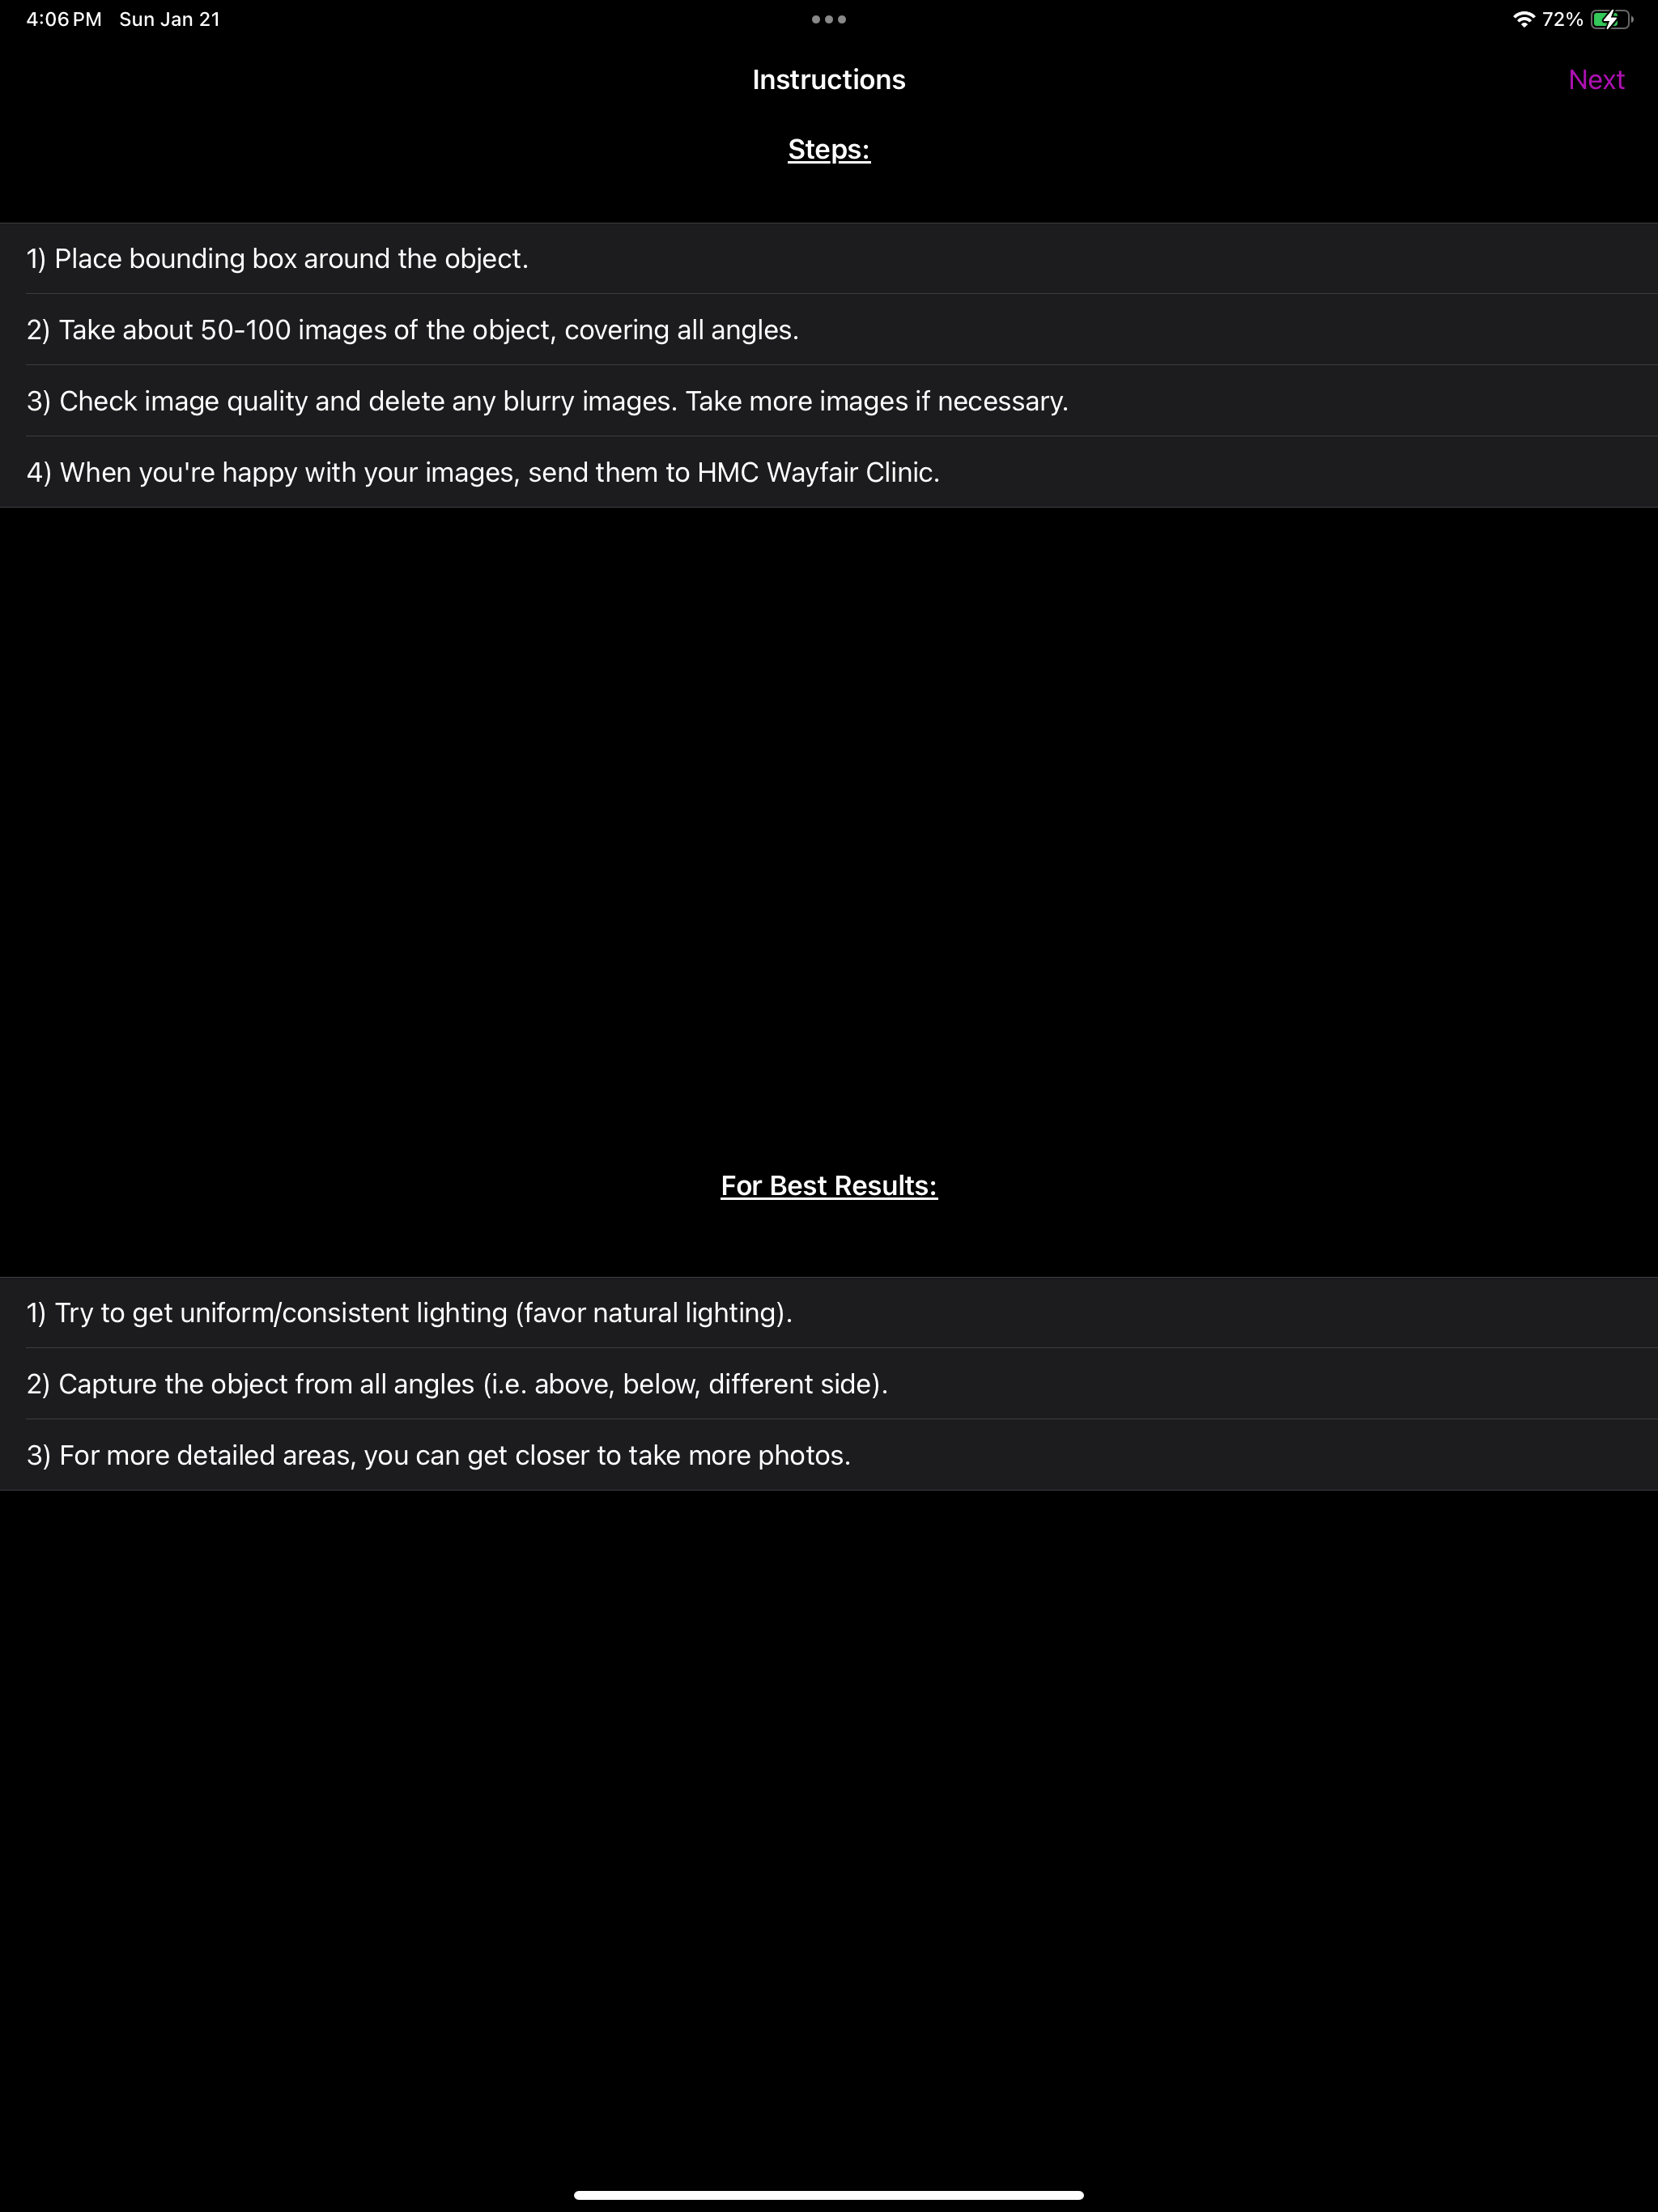 4:06 PM Sun Jan 21
72%
Instructions
Next
Steps:
1) Place bounding box around the object.
2) Take about 50-100 images of the object, covering all angles.
3) Check image quality and delete any blurry images. Take more images if necessary.
4) When you're happy with your images, send them to HMC Wayfair Clinic.
For Best Results:
1) Try to get uniform/consistent lighting (favor natural lighting).
2) Capture the object from all angles (i.e. above, below, different side).
3) For more detailed areas, you can get closer to take more photos.